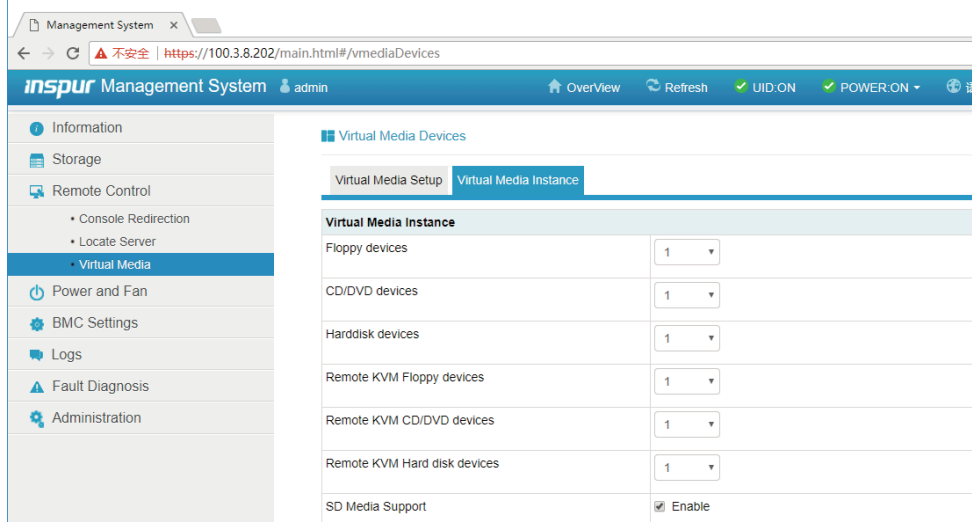 Management System
不安全 | https://100.3.8.202/main.html#/vmediaDevices
inspur Management System admin OverView Refresh UID:ON POWER:ON
Information
Storage
Remote Control
• Console Redirection
• Locate Server
• Virtual Media
Power and Fan
BMC Settings
Logs
Fault Diagnosis
Administration
Virtual Media Devices
Virtual Media Setup Virtual Media Instance
Virtual Media Instance
Floppy devices 1
CD/DVD devices 1
Harddisk devices 1
Remote KVM Floppy devices 1
Remote KVM CD/DVD devices 1
Remote KVM Hard disk devices 1
SD Media Support Enable